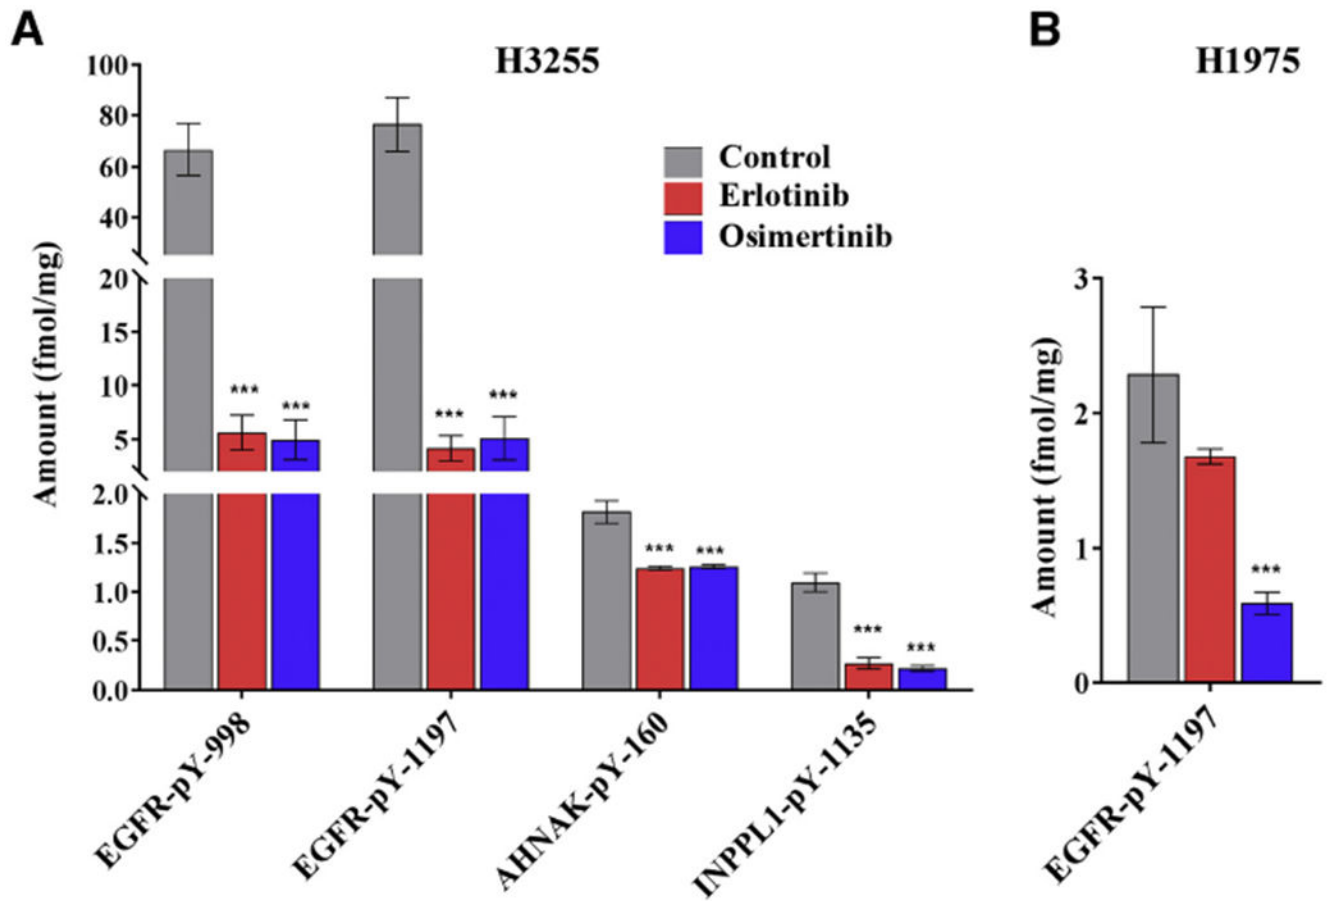 A
H3255
Amount (fmol/mg)
100
80
60
40
20
15
10
5
2.0
1.5
1.0
0.5
0.0
Control
Erlotinib
Osimertinib
***
***
***
***
***
***
***
***
EGFR-pY-998
EGFR-pY-1197
AHNAK-pY-160
INPPL1-pY-1135
B
H1975
Amount (fmol/mg)
3
2
1
0
***
EGFR-pY-1197